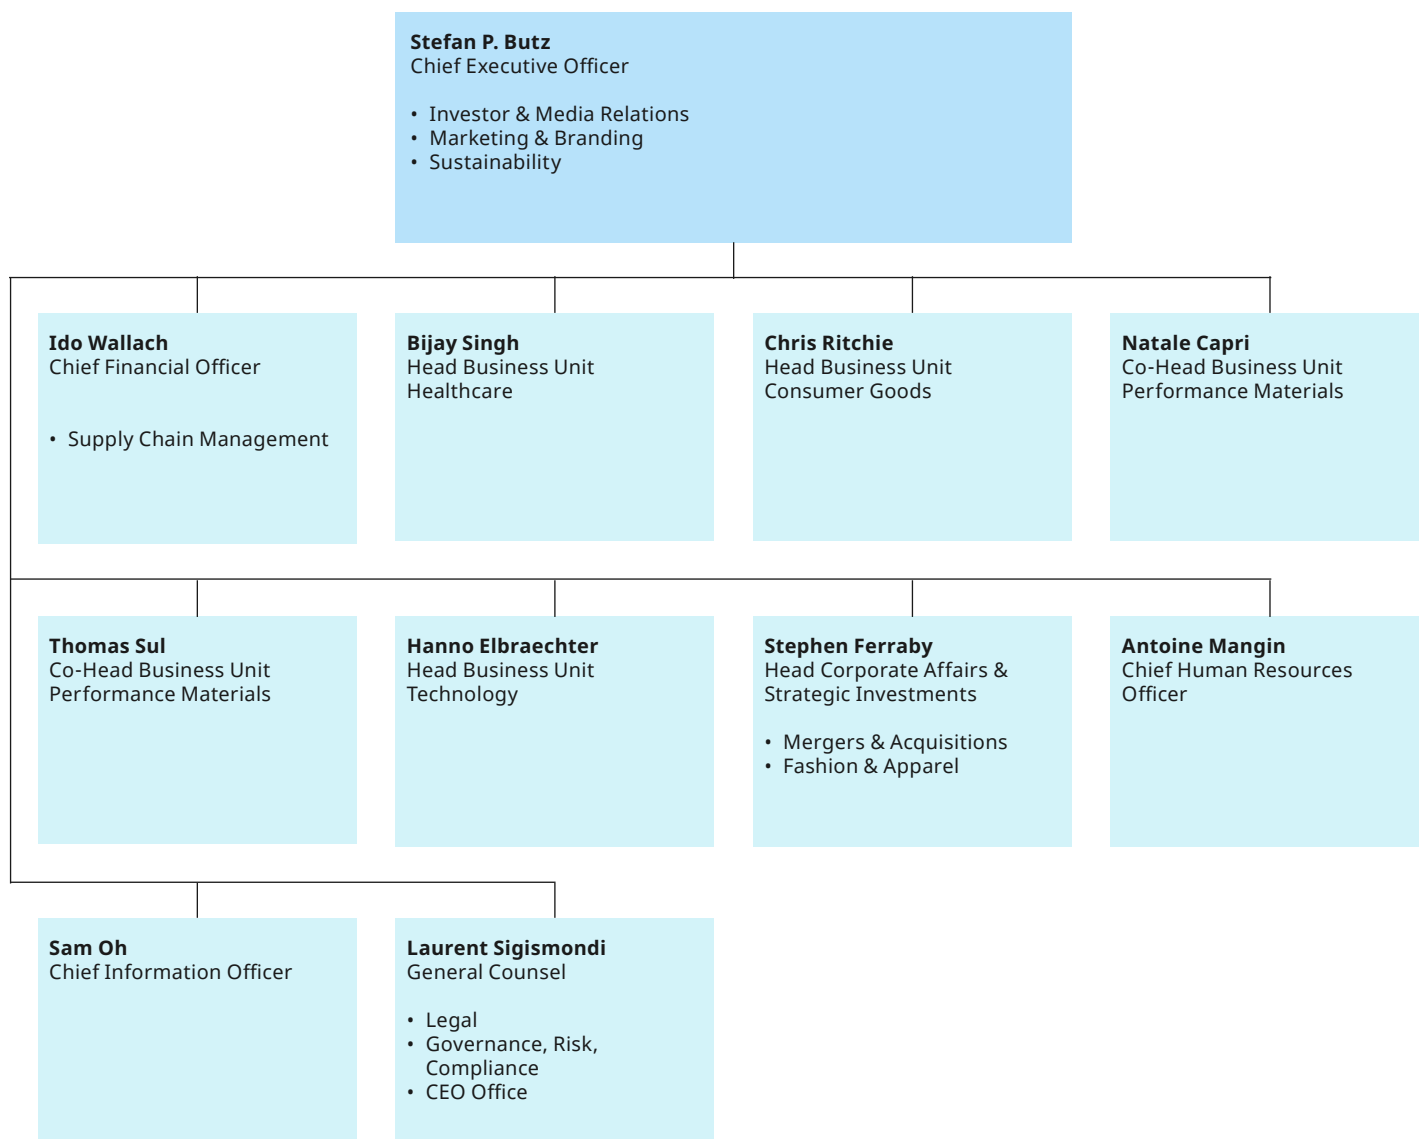 Stefan P. Butz
Chief Executive Officer
• Investor & Media Relations
• Marketing & Branding
• Sustainability
Ido Wallach
Chief Financial Officer
• Supply Chain Management
Bijay Singh
Head Business Unit
Healthcare
Chris Ritchie
Head Business Unit
Consumer Goods
Natale Capri
Co-Head Business Unit
Performance Materials
Thomas Sul
Co-Head Business Unit
Performance Materials
Hanno Elbraechter
Head Business Unit
Technology
Stephen Ferraby
Head Corporate Affairs &
Strategic Investments
• Mergers & Acquisitions
• Fashion & Apparel
Antoine Mangin
Chief Human Resources
Officer
Sam Oh
Chief Information Officer
Laurent Sigismondi
General Counsel
• Legal
• Governance, Risk,
Compliance
• CEO Office